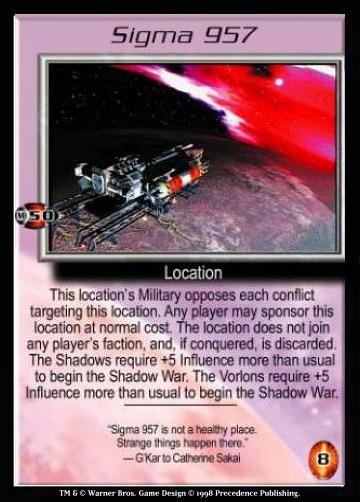 Sigma 957
M 50
Location
This location's Military opposes each conflict
targeting this location. Any player may sponsor this
location at normal cost. The location does not join
any player's faction, and, if conquered, is discarded.
The Shadows require +5 Influence more than usual
to begin the Shadow War. The Vorlons require +5
Influence more than usual to begin the Shadow War.
"Sigma 957 is not a healthy place.
Strange things happen there."
— G'Kar to Catherine Sakai
8
TM & © Warner Bros. Game Design © 1998 Precedence Publishing.